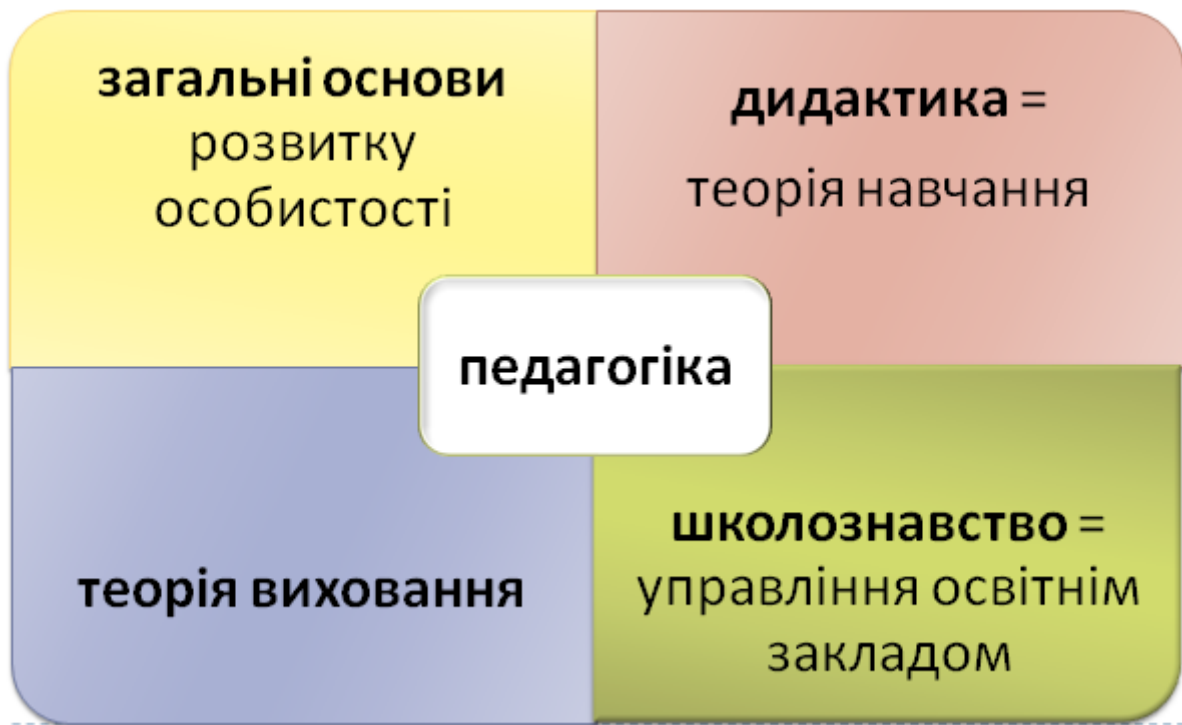 загальні основи
розвитку
особистості
дидактика =
теорія навчання
педагогіка
теорія виховання
школознавство =
управління освітнім
закладом